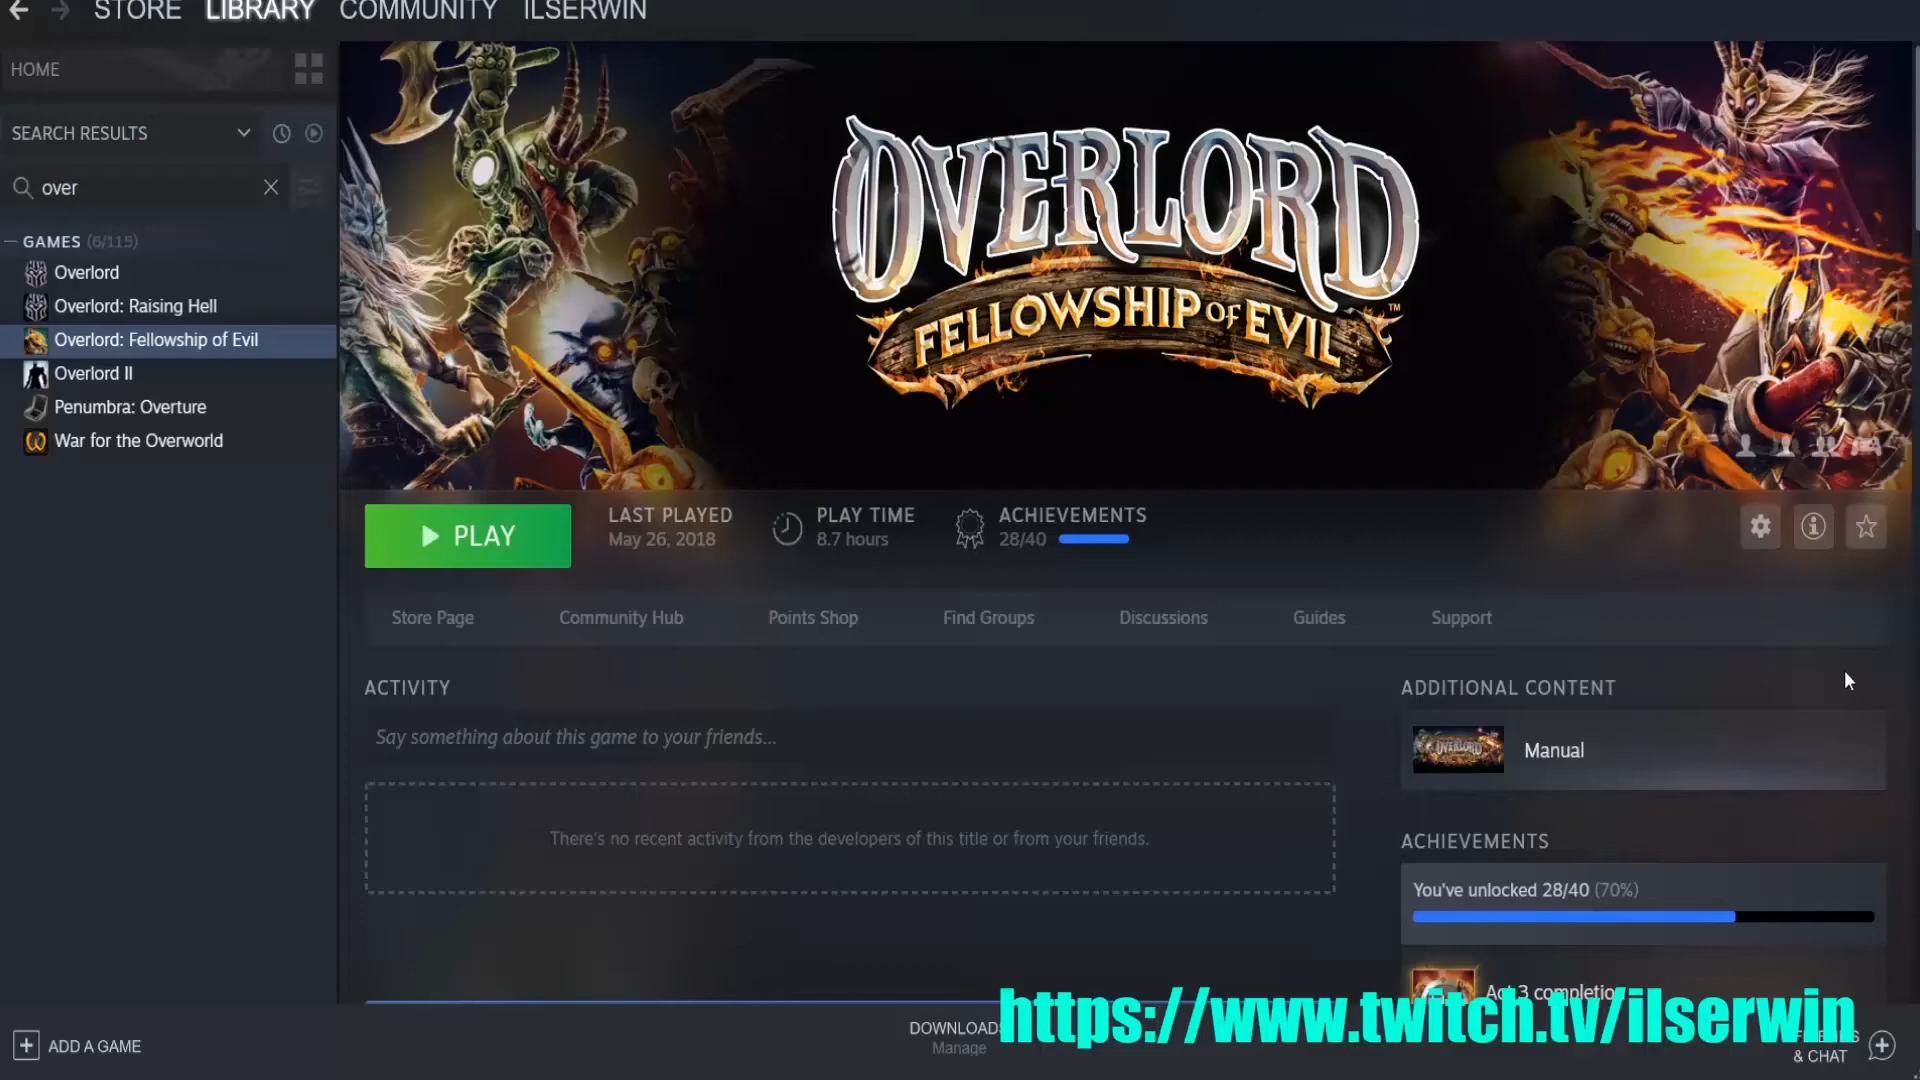 STORE LIBRARY COMMUNITY ILSERWIN
HOME
SEARCH RESULTS
over
GAMES (6/115)
Overlord
Overlord: Raising Hell
Overlord: Fellowship of Evil
Overlord II
Penumbra: Overture
War for the Overworld
OVERLORD
FELLOWSHIP OF EVIL™
PLAY
LAST PLAYED
May 26, 2018
PLAY TIME
8.7 hours
ACHIEVEMENTS
28/40
Store Page Community Hub Points Shop Find Groups Discussions Guides Support
ACTIVITY
Say something about this game to your friends...
There's no recent activity from the developers of this title or from your friends.
ADDITIONAL CONTENT
OVERLORD
Manual
ACHIEVEMENTS
You've unlocked 28/40 (70%)
Act 3 completion
https://www.twitch.tv/ilserwin
ADD A GAME
DOWNLOADS
Manage
& CHAT